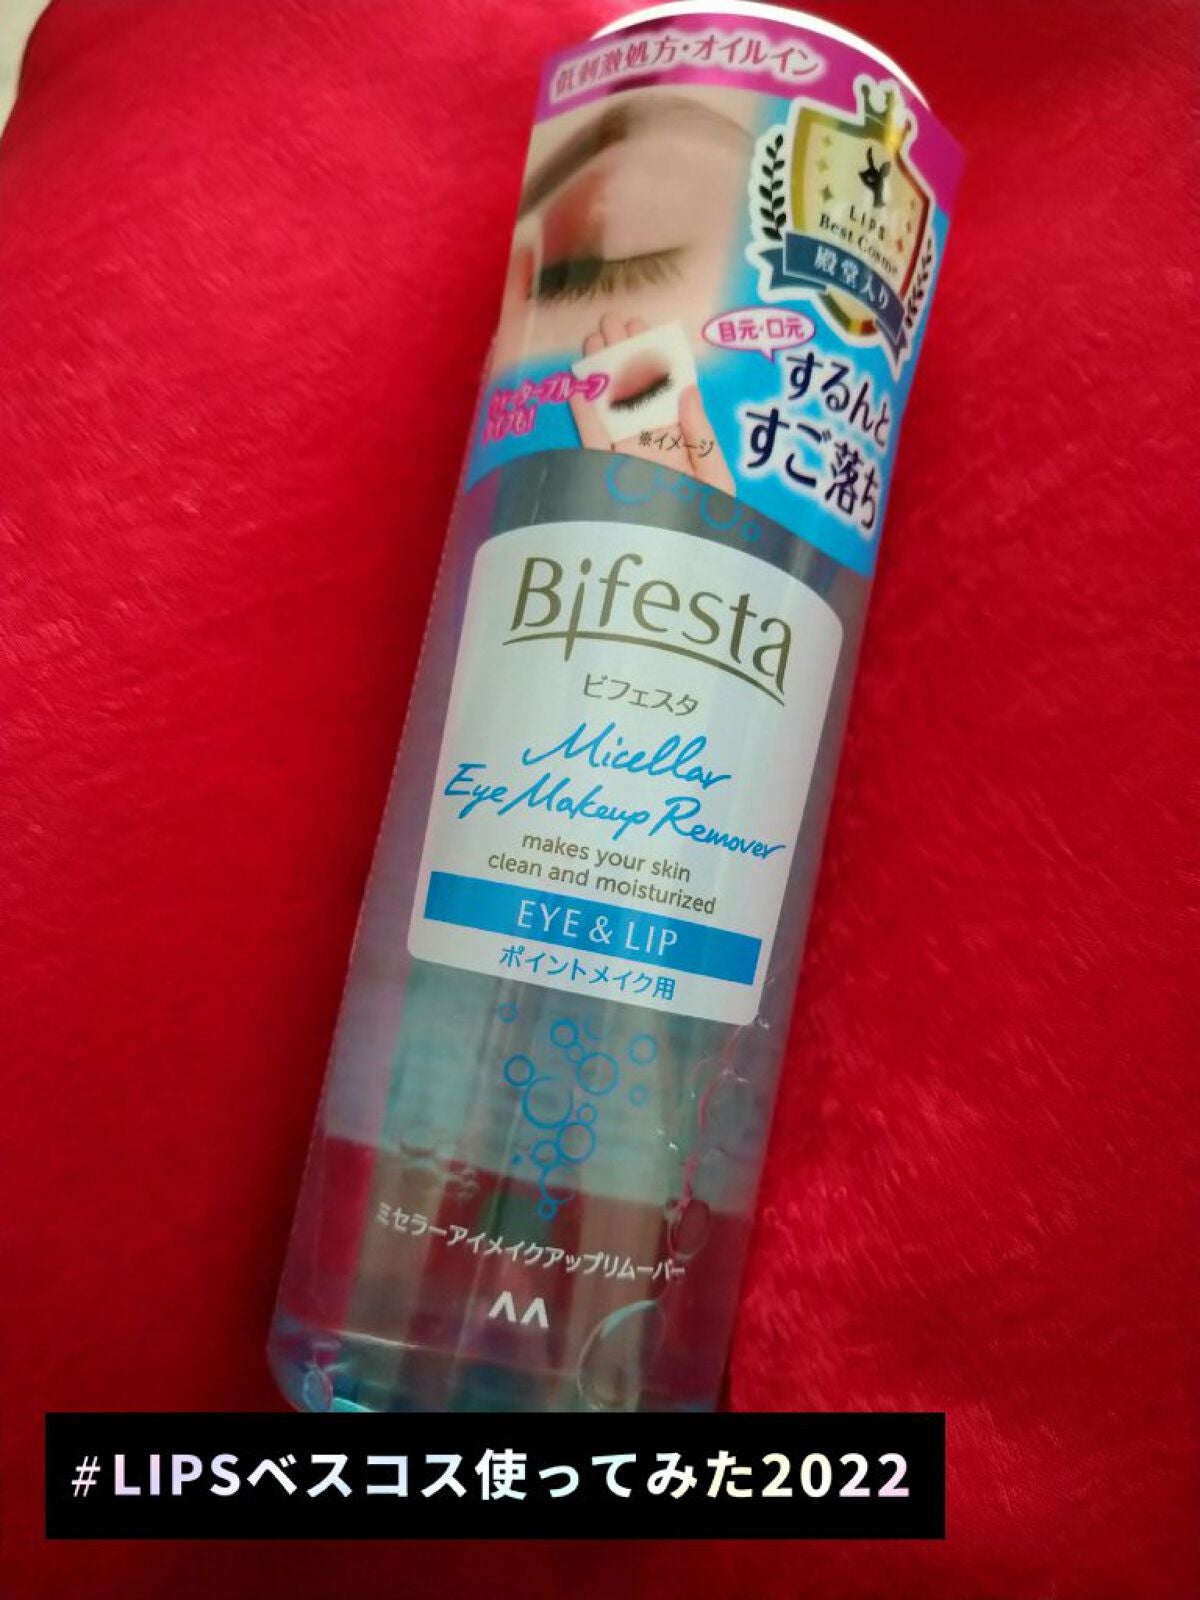 低刺激処方・オイルイン
LIPS
Best Cosme
殿堂入り
目元・口元
するんと
すご落ち
ウォータープルーフ
タイプも!
※イメージ
Bifesta
ビフェスタ
Micellar
Eye Makeup Remover
makes your skin
clean and moisturized
EYE & LIP
ポイントメイク用
ミセラーアイメイクアップリムーバー
#LIPSベスコス使ってみた2022